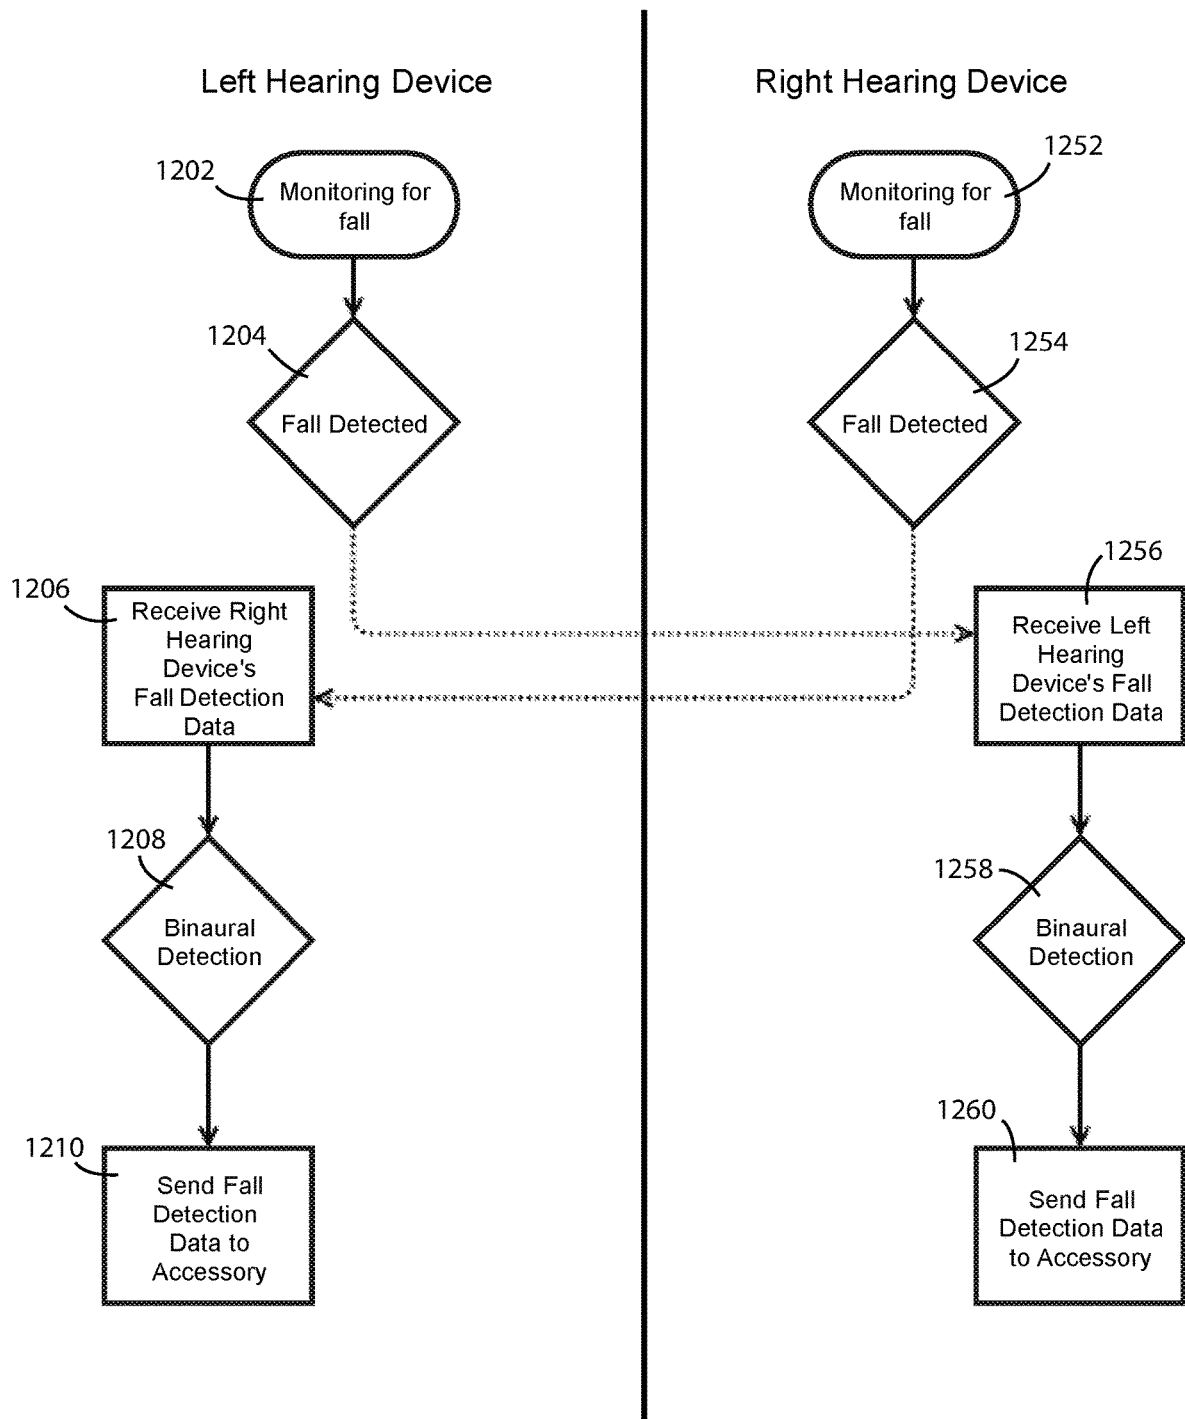 Left Hearing Device
Right Hearing Device
1202
Monitoring for
fall
1252
Monitoring for
fall
1204
Fall Detected
1254
Fall Detected
1206
Receive Right
Hearing
Device's
Fall Detection
Data
1256
Receive Left
Hearing
Device's Fall
Detection Data
1208
Binaural
Detection
1258
Binaural
Detection
1210
Send Fall
Detection
Data to
Accessory
1260
Send Fall
Detection Data
to Accessory